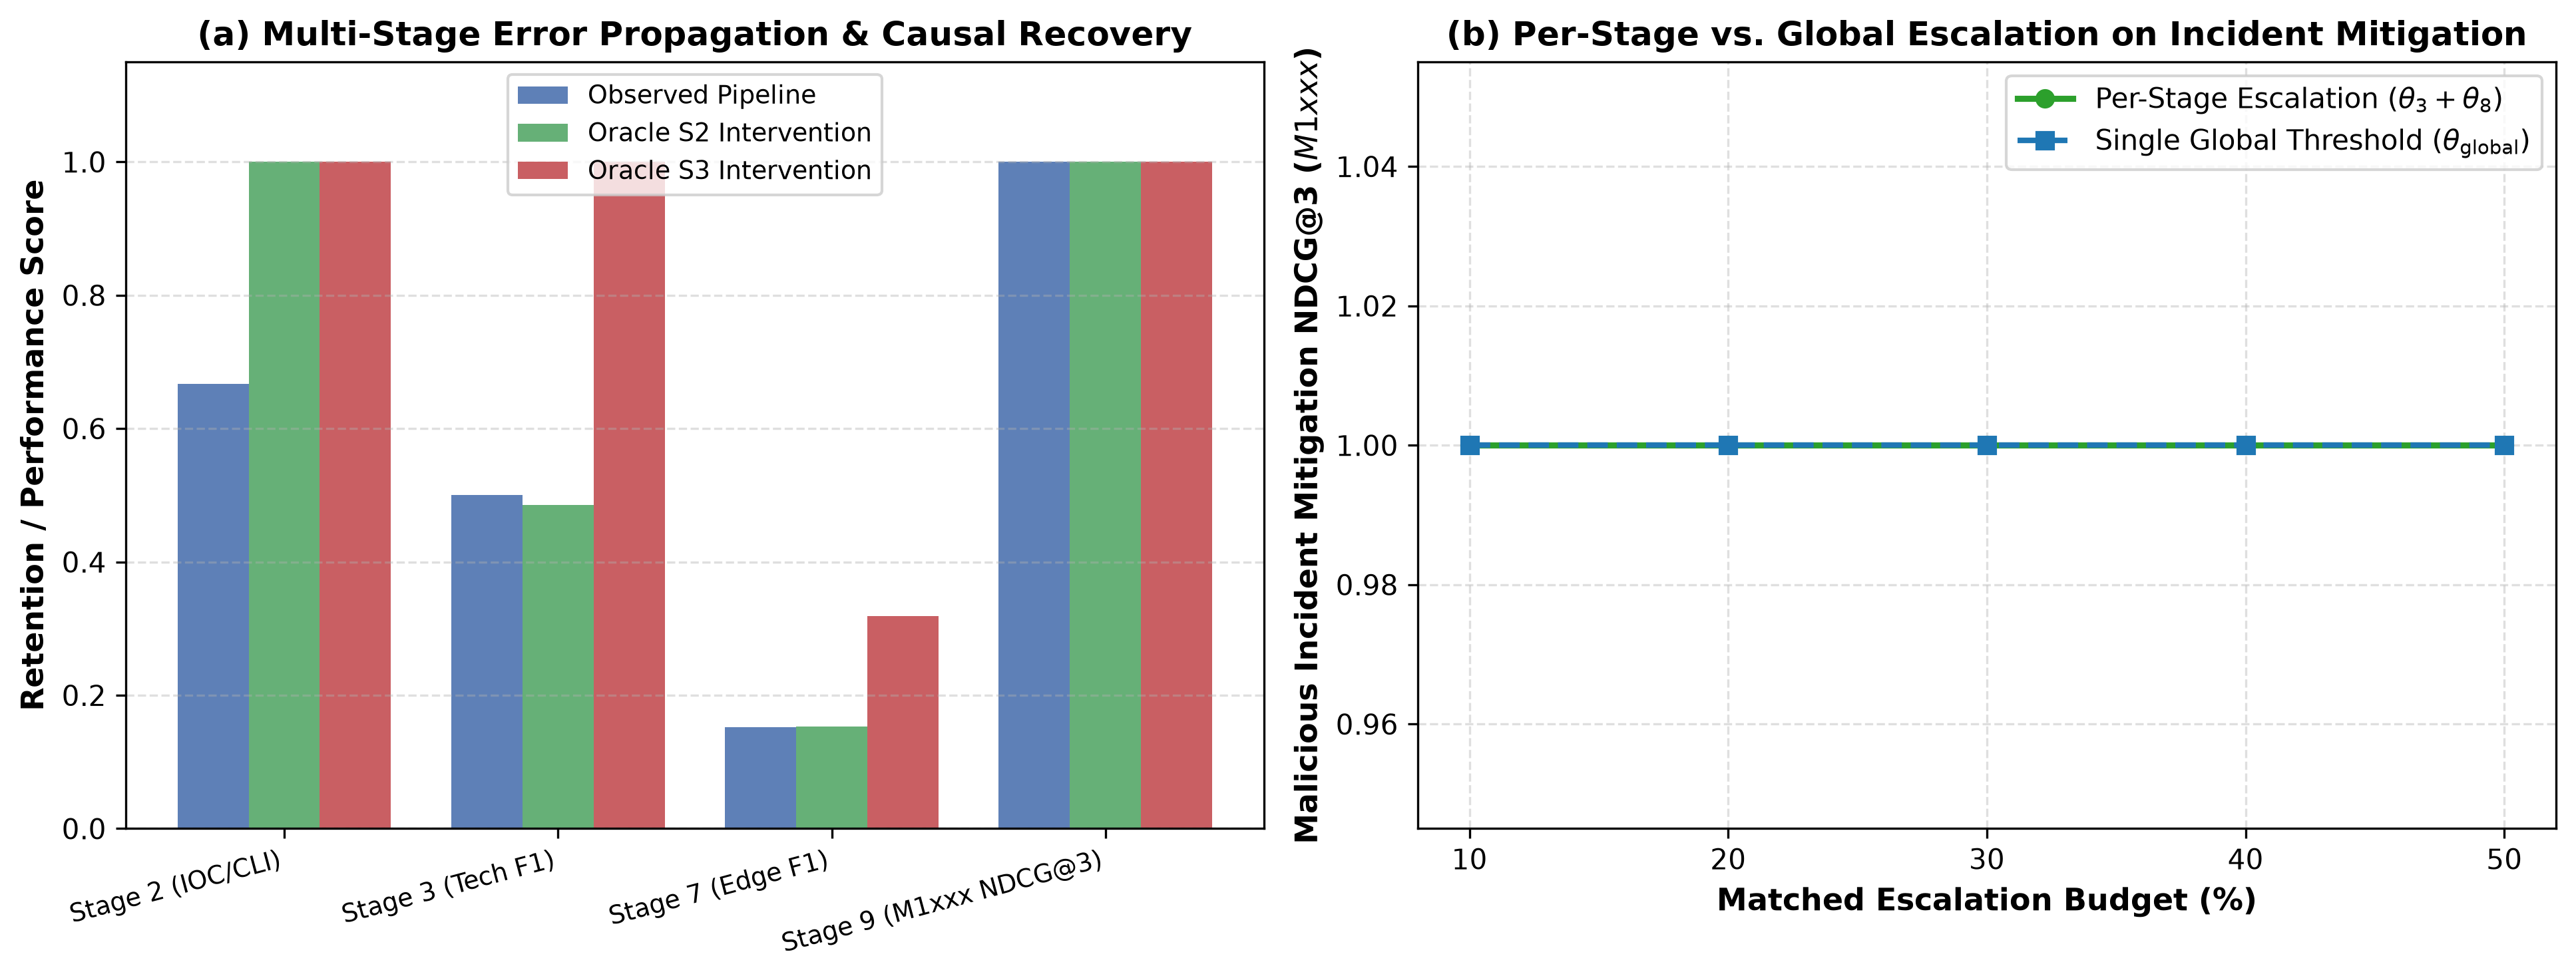 (a) Multi-Stage Error Propagation & Causal Recovery
Observed Pipeline
Oracle S2 Intervention
Oracle S3 Intervention
Retention / Performance Score
1.0
0.8
0.6
0.4
0.2
0.0
Stage 2 (IOC/CLI)
Stage 3 (Tech F1)
Stage 7 (Edge F1)
Stage 9 (M1xxx NDCG@3)
(b) Per-Stage vs. Global Escalation on Incident Mitigation
Per-Stage Escalation (θ₃ + θ₈)
Single Global Threshold (θ_global)
Malicious Incident Mitigation NDCG@3 (M1xxx)
1.04
1.02
1.00
0.98
0.96
10
20
30
40
50
Matched Escalation Budget (%)